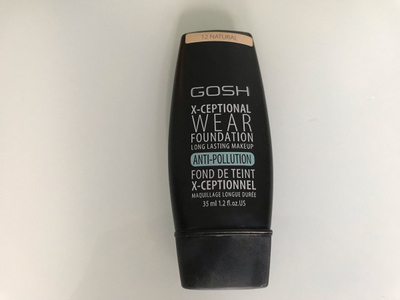 12 NATURAL
GOSH
X-CEPTIONAL
WEAR
FOUNDATION
LONG LASTING MAKEUP
ANTI-POLLUTION
FOND DE TEINT
X-CEPTIONNEL
MAQUILLAGE LONGUE DURÉE
35 ml 1.2 fl.oz.US